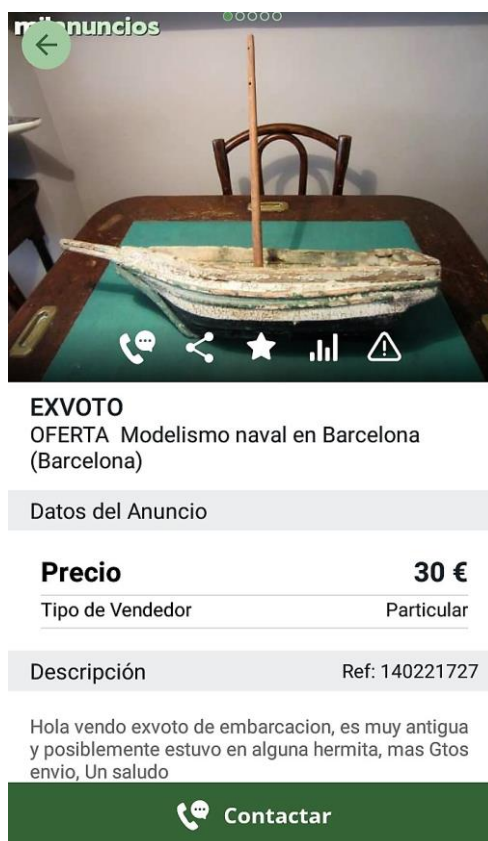 EXVOTO
OFERTA Modelismo naval en Barcelona
(Barcelona)
Datos del Anuncio
Precio 30 €
Tipo de Vendedor Particular
Descripción Ref: 140221727
Hola vendo exvoto de embarcacion, es muy antigua
y posiblemente estuvo en alguna hermita, mas Gtos
envio, Un saludo
Contactar